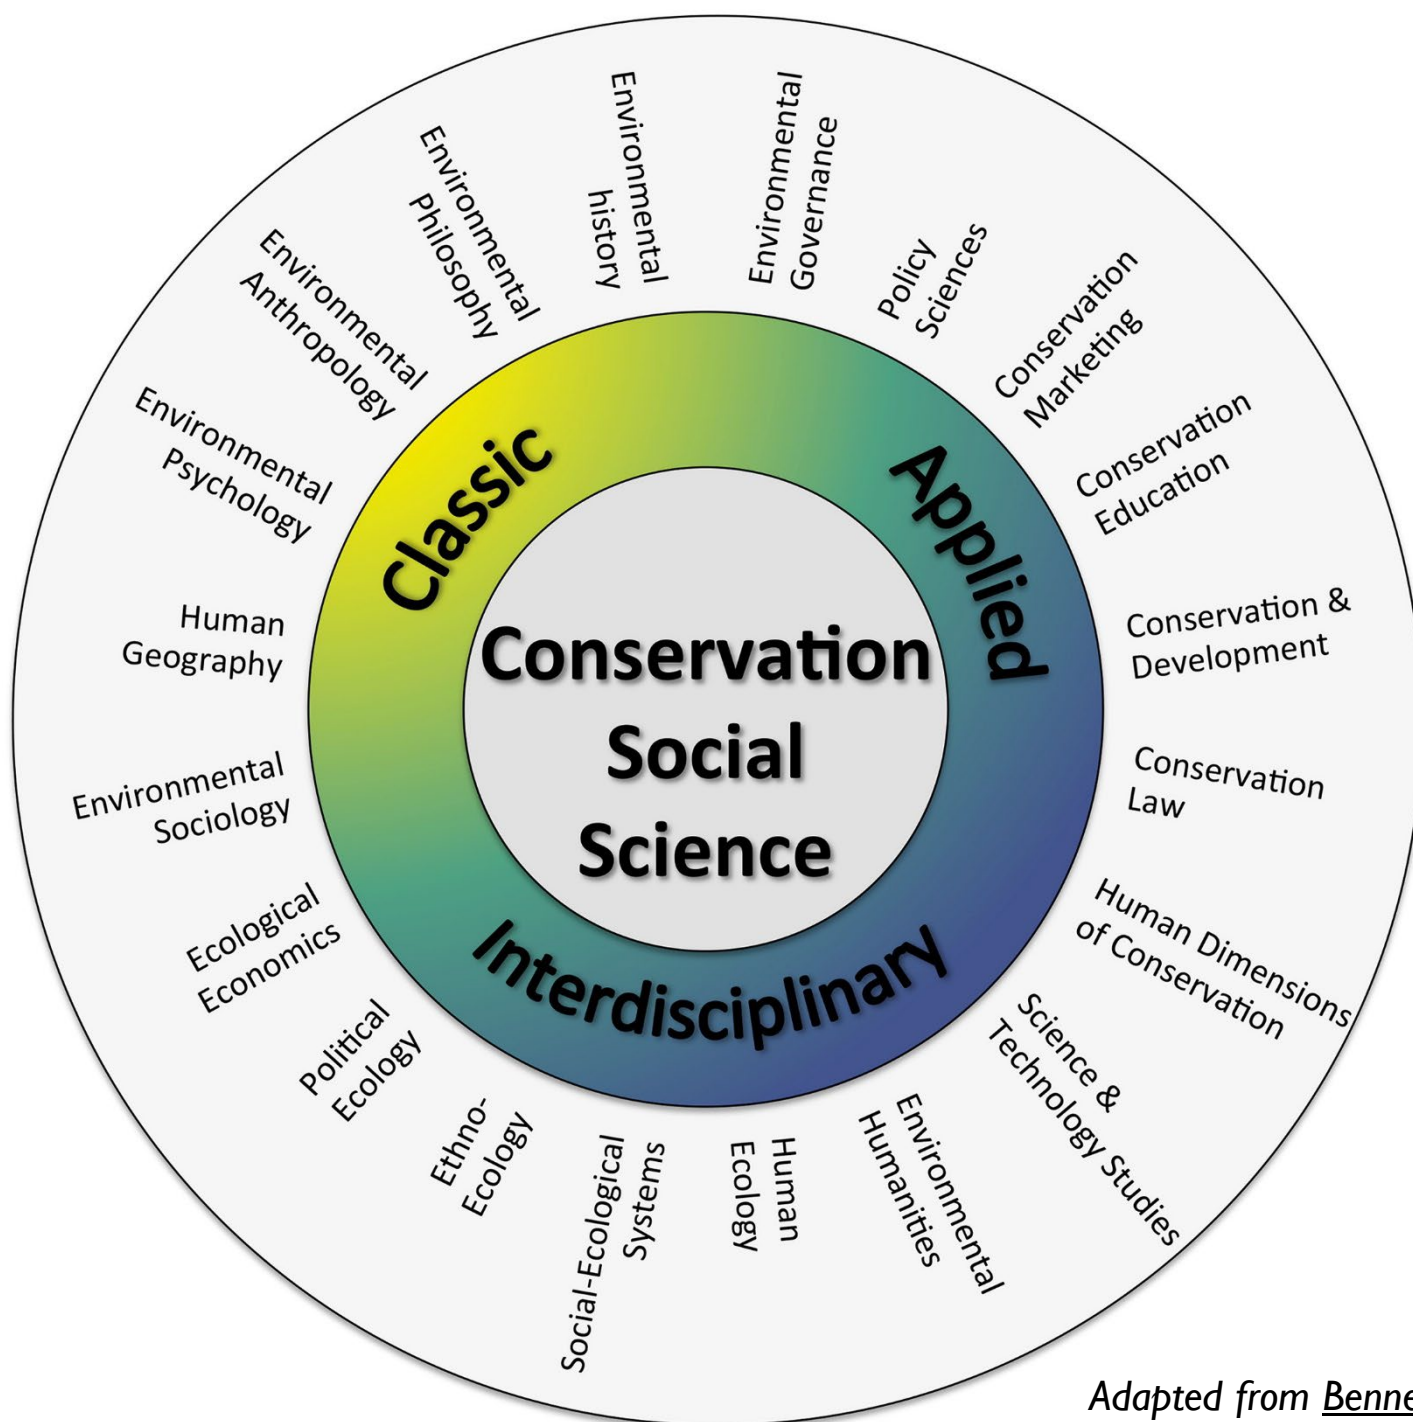 Conservation
Social
Science
Classic
Applied
Interdisciplinary
Environmental
history
Environmental
Governance
Policy
Sciences
Conservation
Marketing
Conservation
Education
Conservation &
Development
Conservation
Law
Human Dimensions
of Conservation
Science &
Technology Studies
Environmental
Humanities
Human
Ecology
Social-Ecological
Systems
Ethno-
Ecology
Political
Ecology
Ecological
Economics
Environmental
Sociology
Human
Geography
Environmental
Psychology
Environmental
Anthropology
Environmental
Philosophy
Adapted from